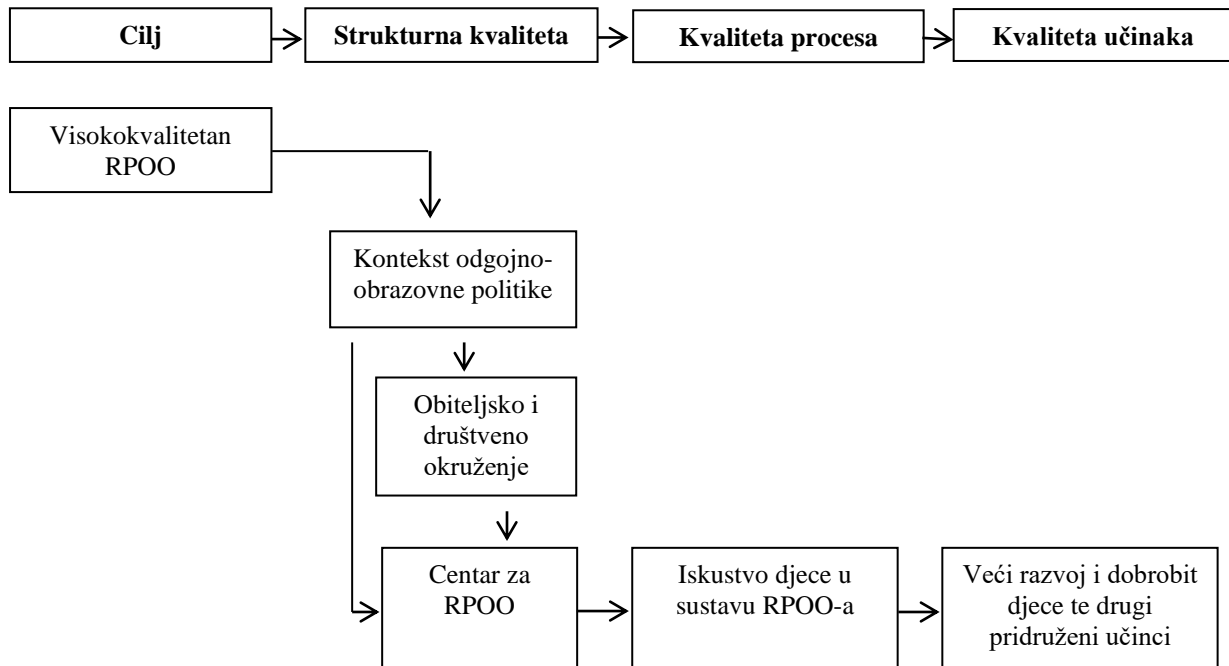 Cilj
Strukturna kvaliteta
Kvaliteta procesa
Kvaliteta učinaka
Visokokvalitetan
RPOO
Kontekst odgojno-
obrazovne politike
Obiteljsko i
društveno
okruženje
Centar za
RPOO
Iskustvo djece u
sustavu RPOO-a
Veći razvoj i dobrobit
djece te drugi
pridruženi učinci